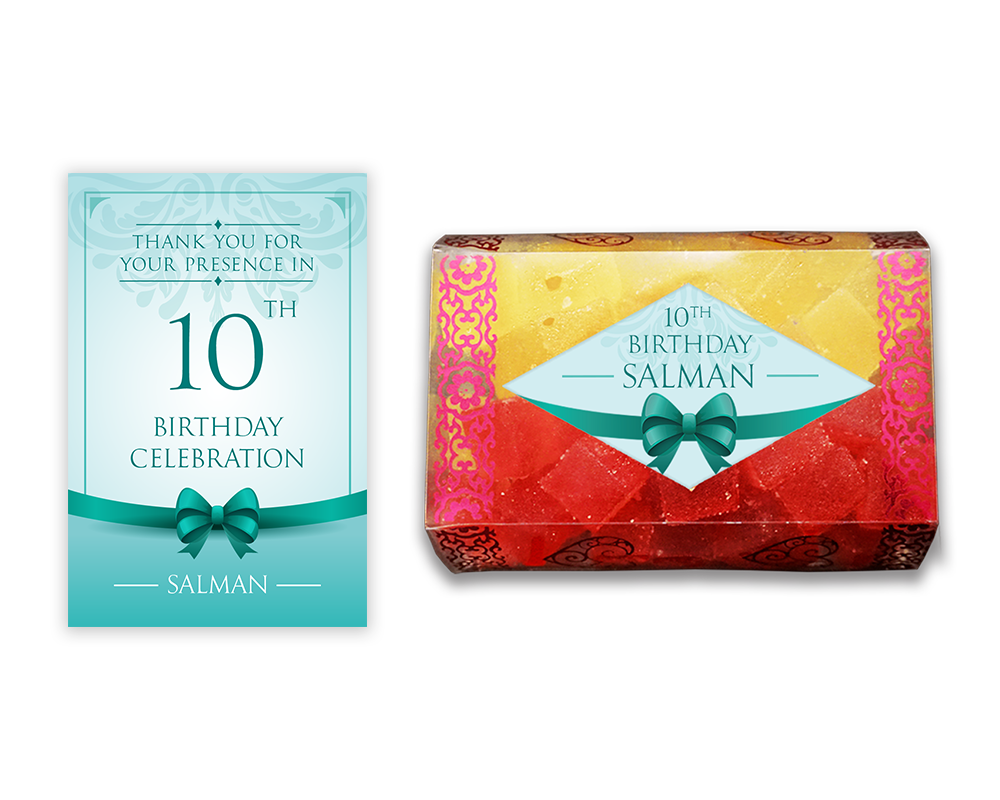 THANK YOU FOR
YOUR PRESENCE IN
10TH
BIRTHDAY
CELEBRATION
SALMAN
10TH
BIRTHDAY
SALMAN